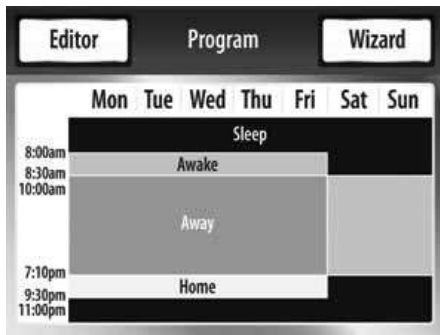 Editor Program Wizard
Mon Tue Wed Thu Fri Sat Sun
Sleep
8:00am
Awake
8:30am
10:00am
Away
7:10pm
Home
9:30pm
11:00pm